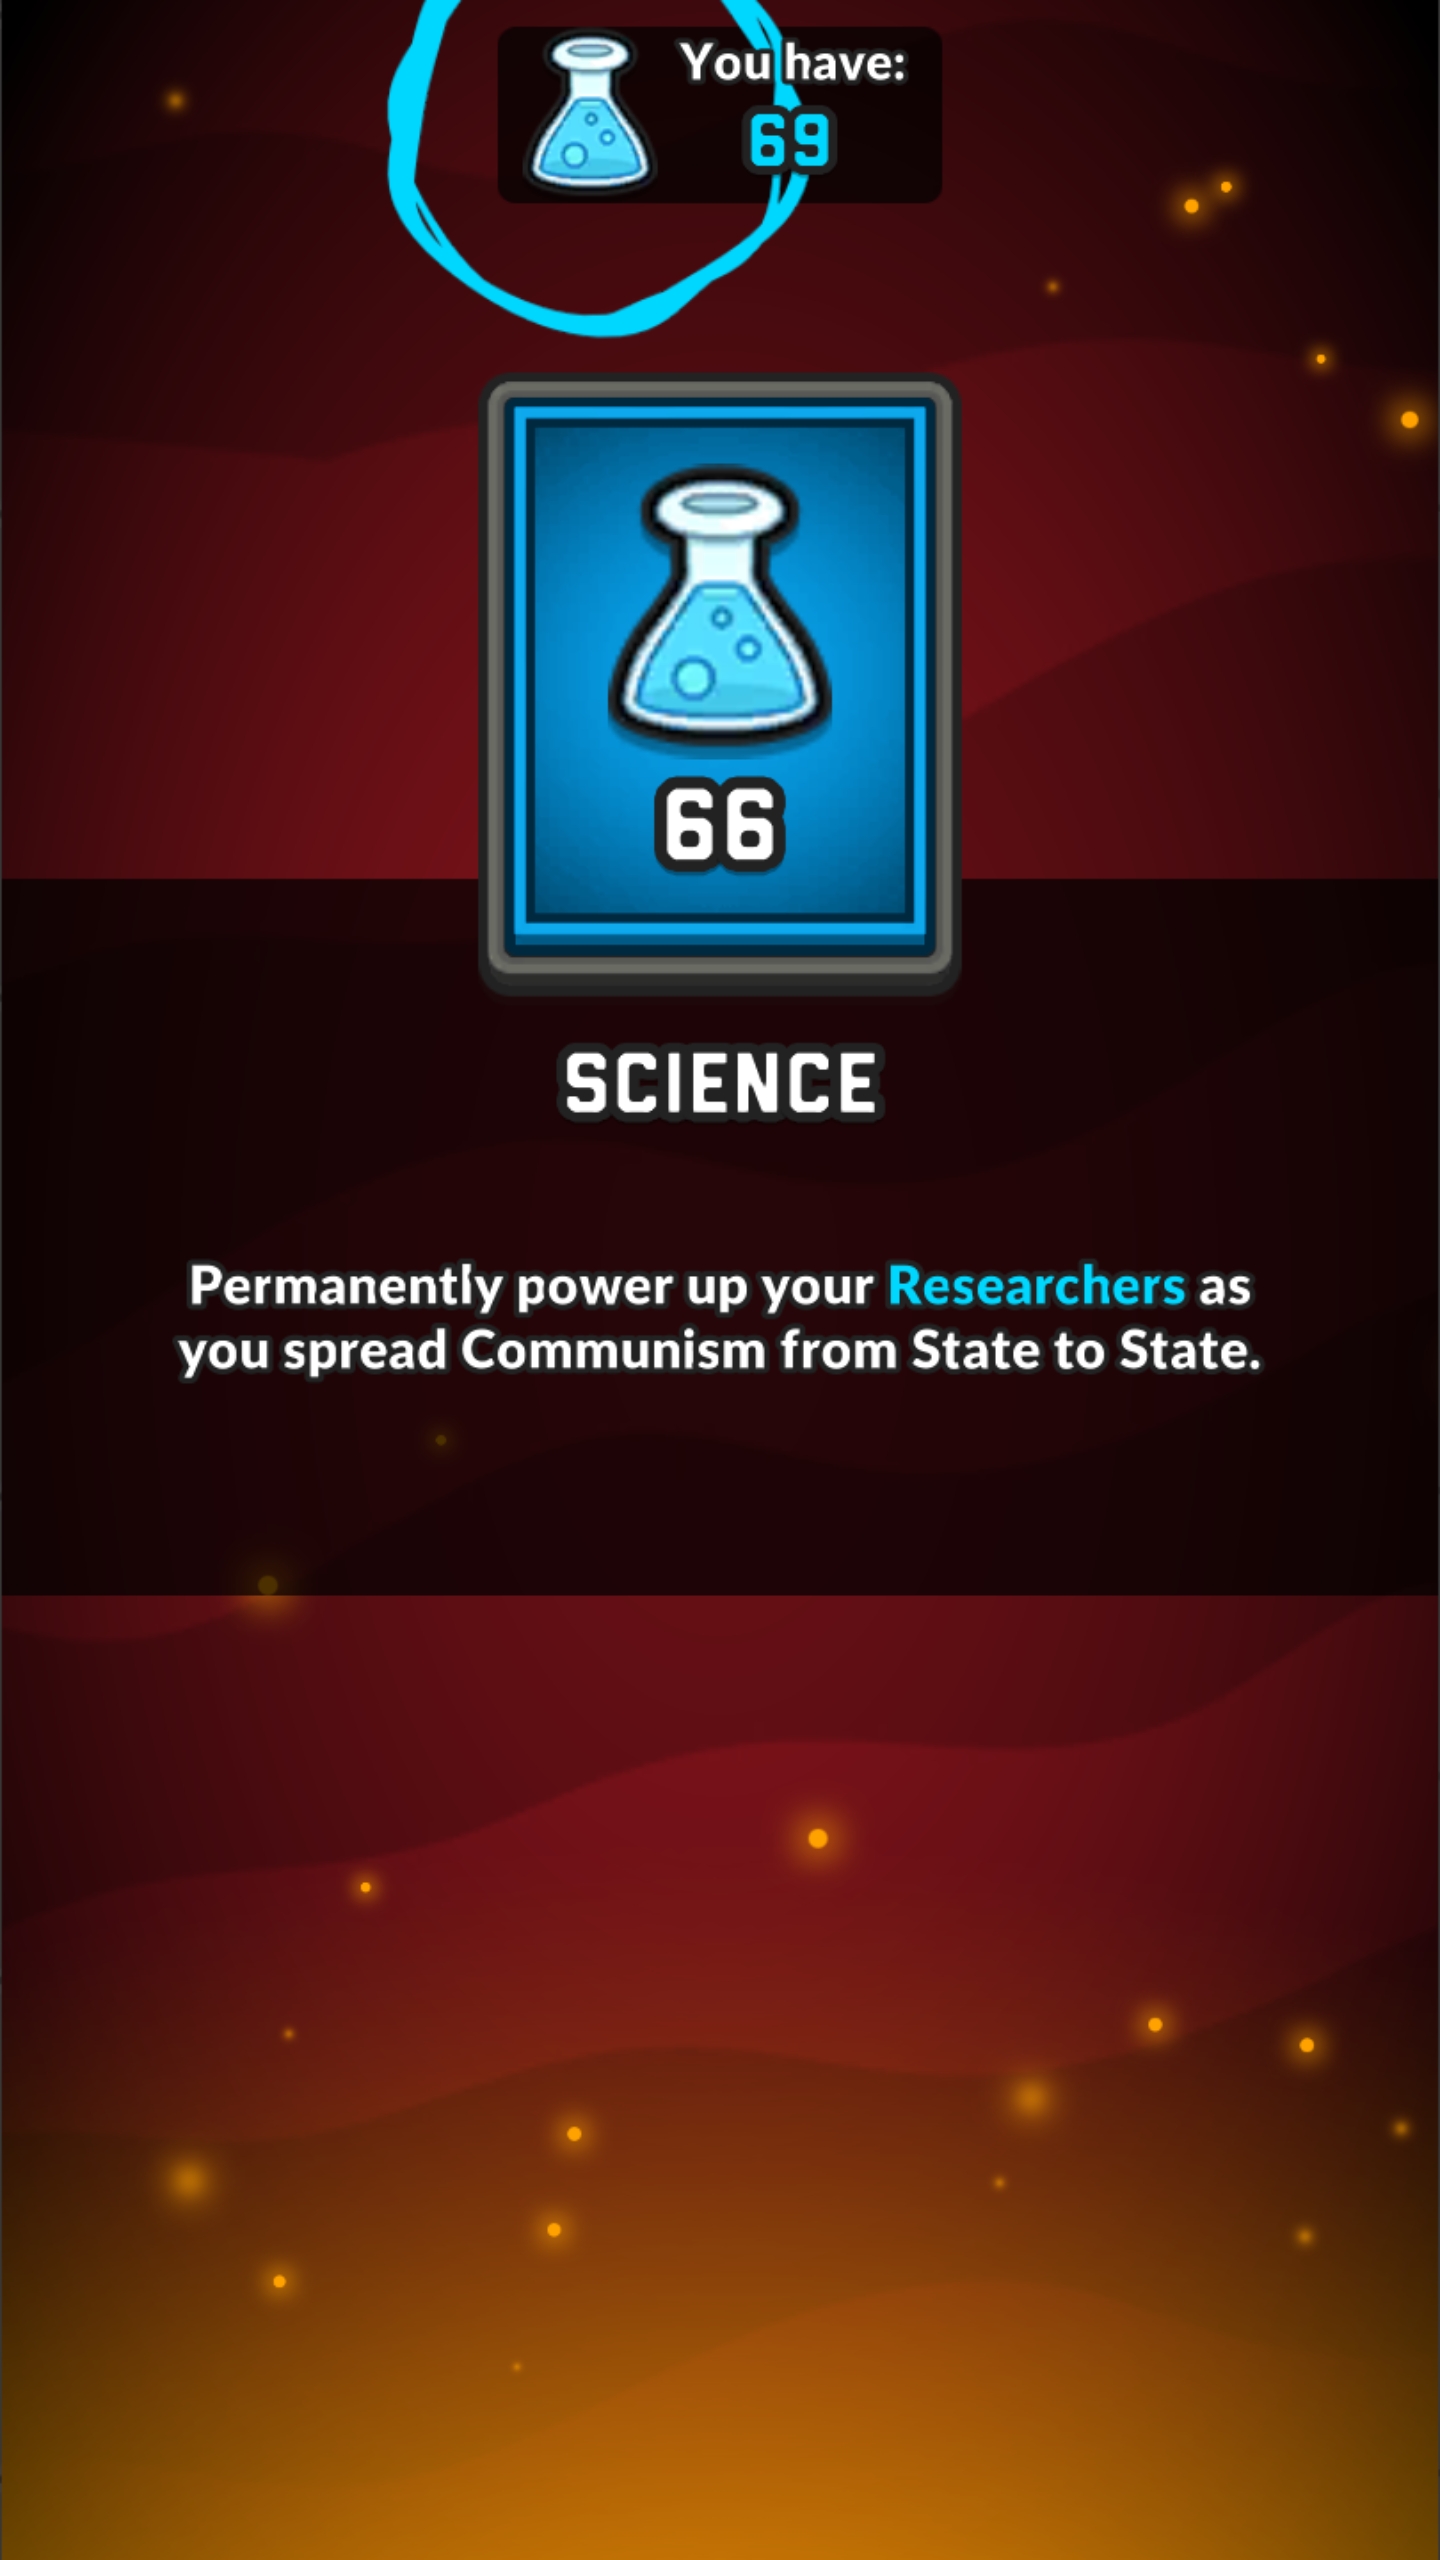 You have:
69
66
SCIENCE
Permanently power up your Researchers as
you spread Communism from State to State.